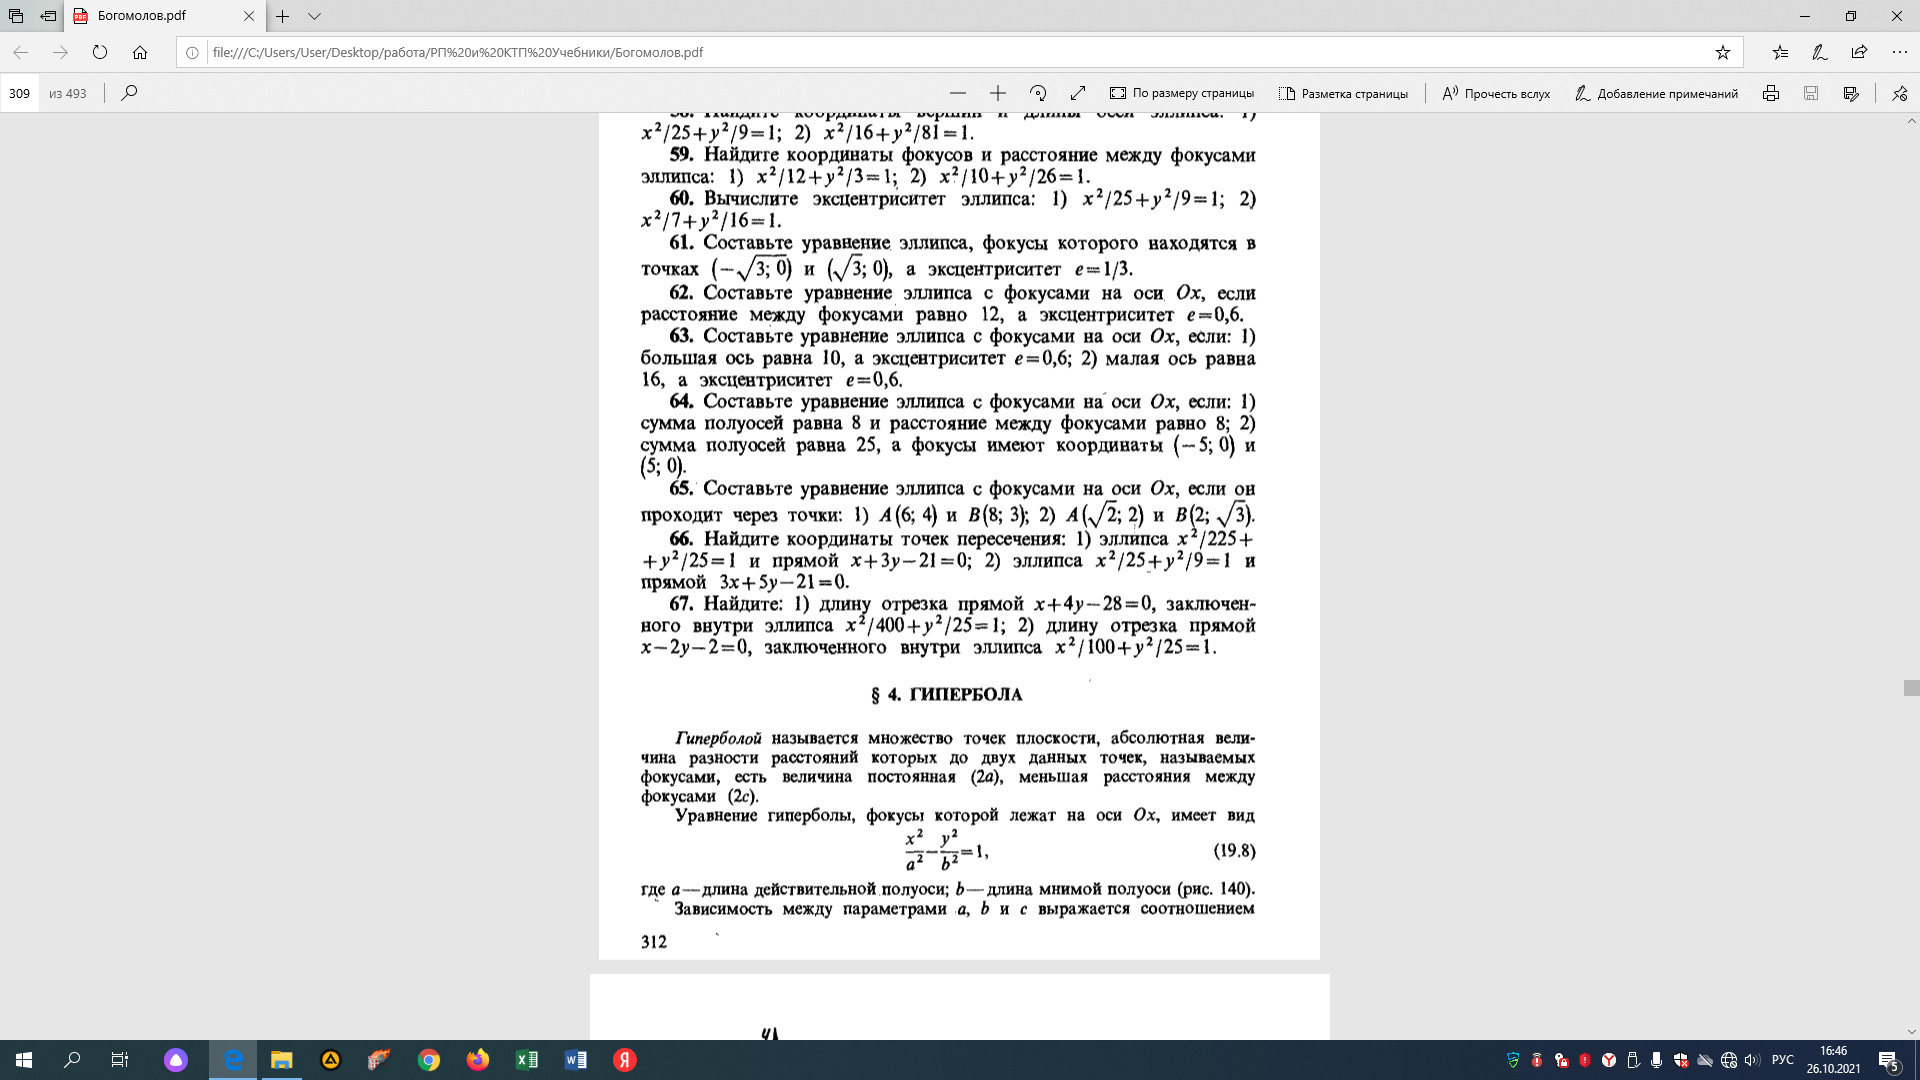 Богомолов.pdf
file:///C:/Users/User/Desktop/работа/РП%20и%20КТП%20Учебники/Богомолов.pdf
309 из 493
По размеру страницы
Разметка страницы
Прочесть вслух
Добавление примечаний
58. Найдите координаты вершин и длины осей эллипса: 1)
x²/25+y²/9=1; 2) x²/16+y²/81=1.
59. Найдите координаты фокусов и расстояние между фокусами
эллипса: 1) x²/12+y²/3=1; 2) x²/10+y²/26=1.
60. Вычислите эксцентриситет эллипса: 1) x²/25+y²/9=1; 2)
x²/7+y²/16=1.
61. Составьте уравнение эллипса, фокусы которого находятся в
точках (−√3; 0) и (√3; 0), а эксцентриситет e=1/3.
62. Составьте уравнение эллипса с фокусами на оси Ox, если
расстояние между фокусами равно 12, а эксцентриситет e=0,6.
63. Составьте уравнение эллипса с фокусами на оси Ox, если: 1)
большая ось равна 10, а эксцентриситет e=0,6; 2) малая ось равна
16, а эксцентриситет e=0,6.
64. Составьте уравнение эллипса с фокусами на оси Ox, если: 1)
сумма полуосей равна 8 и расстояние между фокусами равно 8; 2)
сумма полуосей равна 25, а фокусы имеют координаты (−5; 0) и
(5; 0).
65. Составьте уравнение эллипса с фокусами на оси Ox, если он
проходит через точки: 1) A(6; 4) и B(8; 3); 2) A(√2; 2) и B(2; √3).
66. Найдите координаты точек пересечения: 1) эллипса x²/225+
+y²/25=1 и прямой x+3y−21=0; 2) эллипса x²/25+y²/9=1 и
прямой 3x+5y−21=0.
67. Найдите: 1) длину отрезка прямой x+4y−28=0, заключен-
ного внутри эллипса x²/400+y²/25=1; 2) длину отрезка прямой
x−2y−2=0, заключенного внутри эллипса x²/100+y²/25=1.
§ 4. ГИПЕРБОЛА
Гиперболой называется множество точек плоскости, абсолютная вели-
чина разности расстояний которых до двух данных точек, называемых
фокусами, есть величина постоянная (2a), меньшая расстояния между
фокусами (2c).
Уравнение гиперболы, фокусы которой лежат на оси Ox, имеет вид
x²/a² − y²/b² = 1, (19.8)
где a—длина действительной полуоси; b—длина мнимой полуоси (рис. 140).
Зависимость между параметрами a, b и c выражается соотношением
312
РУС
16:46
26.10.2021
5